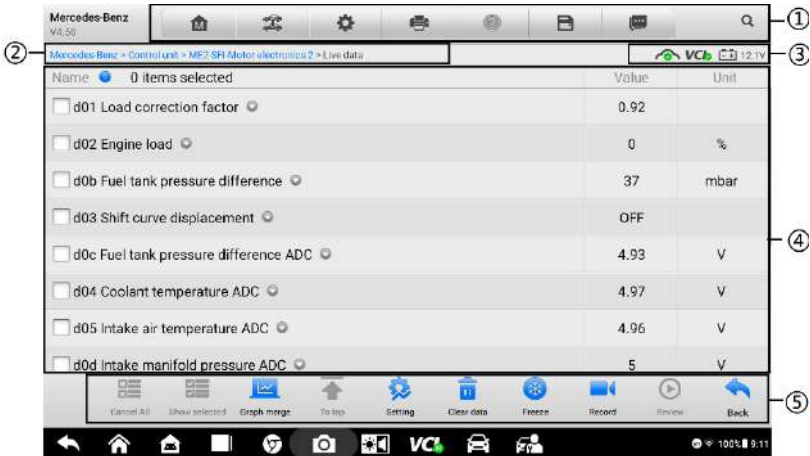 Mercedes-Benz
V4.50
①
② Mercedes-Benz > Control unit > ME2-SFI-Motor electronics 2 > Live data
VCI 12.1V ③
Name 0 items selected Value Unit
d01 Load correction factor 0.92
d02 Engine load 0 %
d0b Fuel tank pressure difference 37 mbar
d03 Shift curve displacement OFF
④
d0c Fuel tank pressure difference ADC 4.93 V
d04 Coolant temperature ADC 4.97 V
d05 Intake air temperature ADC 4.96 V
d0d Intake manifold pressure ADC 5 V
Cancel All Show selected Graph merge To top Setting Clear data Freeze Record Review Back ⑤
VCI 100% 9:11